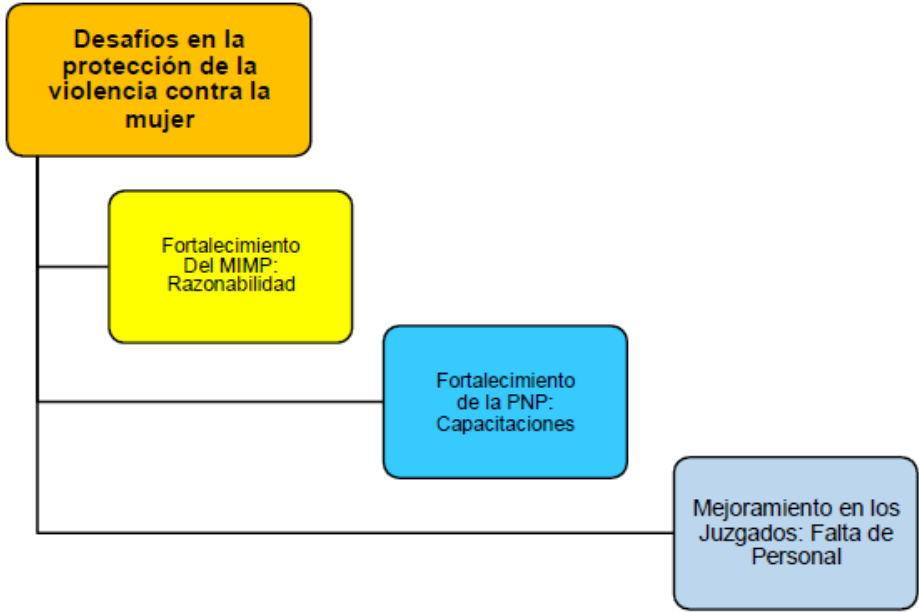 Desafíos en la
protección de la
violencia contra la
mujer
Fortalecimiento
Del MIMP:
Razonabilidad
Fortalecimiento
de la PNP:
Capacitaciones
Mejoramiento en los
Juzgados: Falta de
Personal